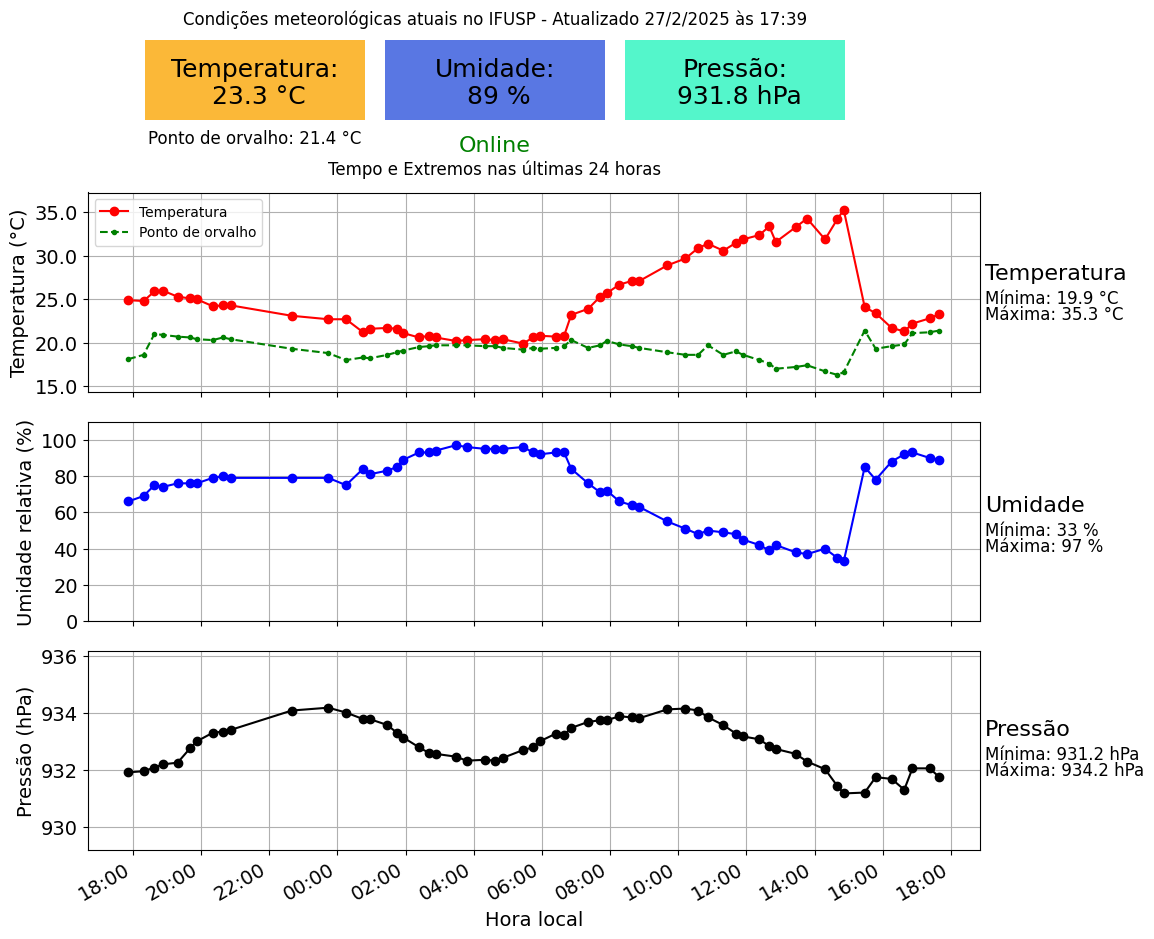 Condições meteorológicas atuais no IFUSP - Atualizado 27/2/2025 às 17:39
Temperatura:
23.3 °C
Umidade:
89 %
Pressão:
931.8 hPa
Ponto de orvalho: 21.4 °C
Online
Tempo e Extremos nas últimas 24 horas
Temperatura (°C)
35.0
30.0
25.0
20.0
15.0
Temperatura
Ponto de orvalho
Temperatura
Mínima: 19.9 °C
Máxima: 35.3 °C
Umidade relativa (%)
100
80
60
40
20
0
Umidade
Mínima: 33 %
Máxima: 97 %
Pressão (hPa)
936
934
932
930
Pressão
Mínima: 931.2 hPa
Máxima: 934.2 hPa
18:00
20:00
22:00
00:00
02:00
04:00
06:00
08:00
10:00
12:00
14:00
16:00
18:00
Hora local